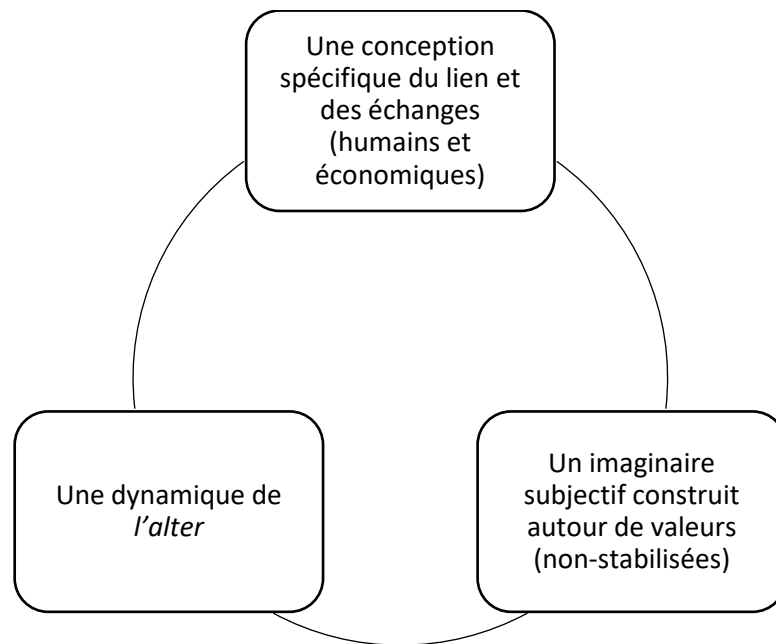 Une conception
spécifique du lien et
des échanges
(humains et
économiques)
Une dynamique de
l’alter
Un imaginaire
subjectif construit
autour de valeurs
(non-stabilisées)